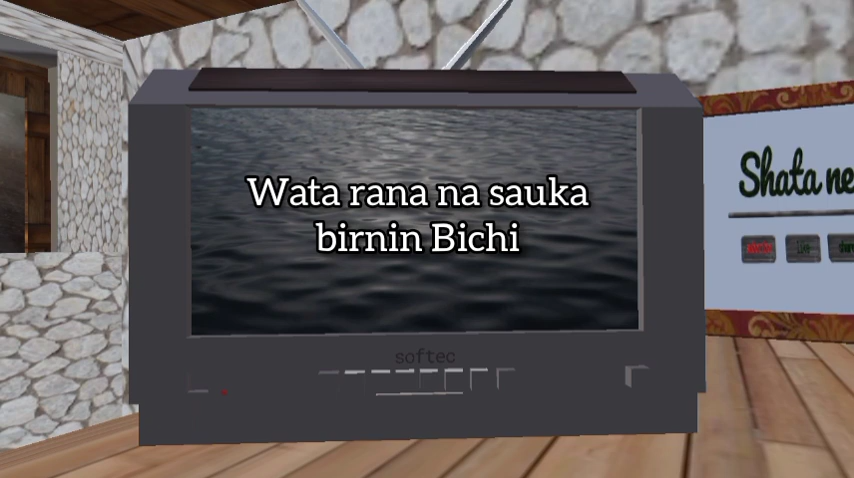 Wata rana na sauka
birnin Bichi
softec
Shata ne